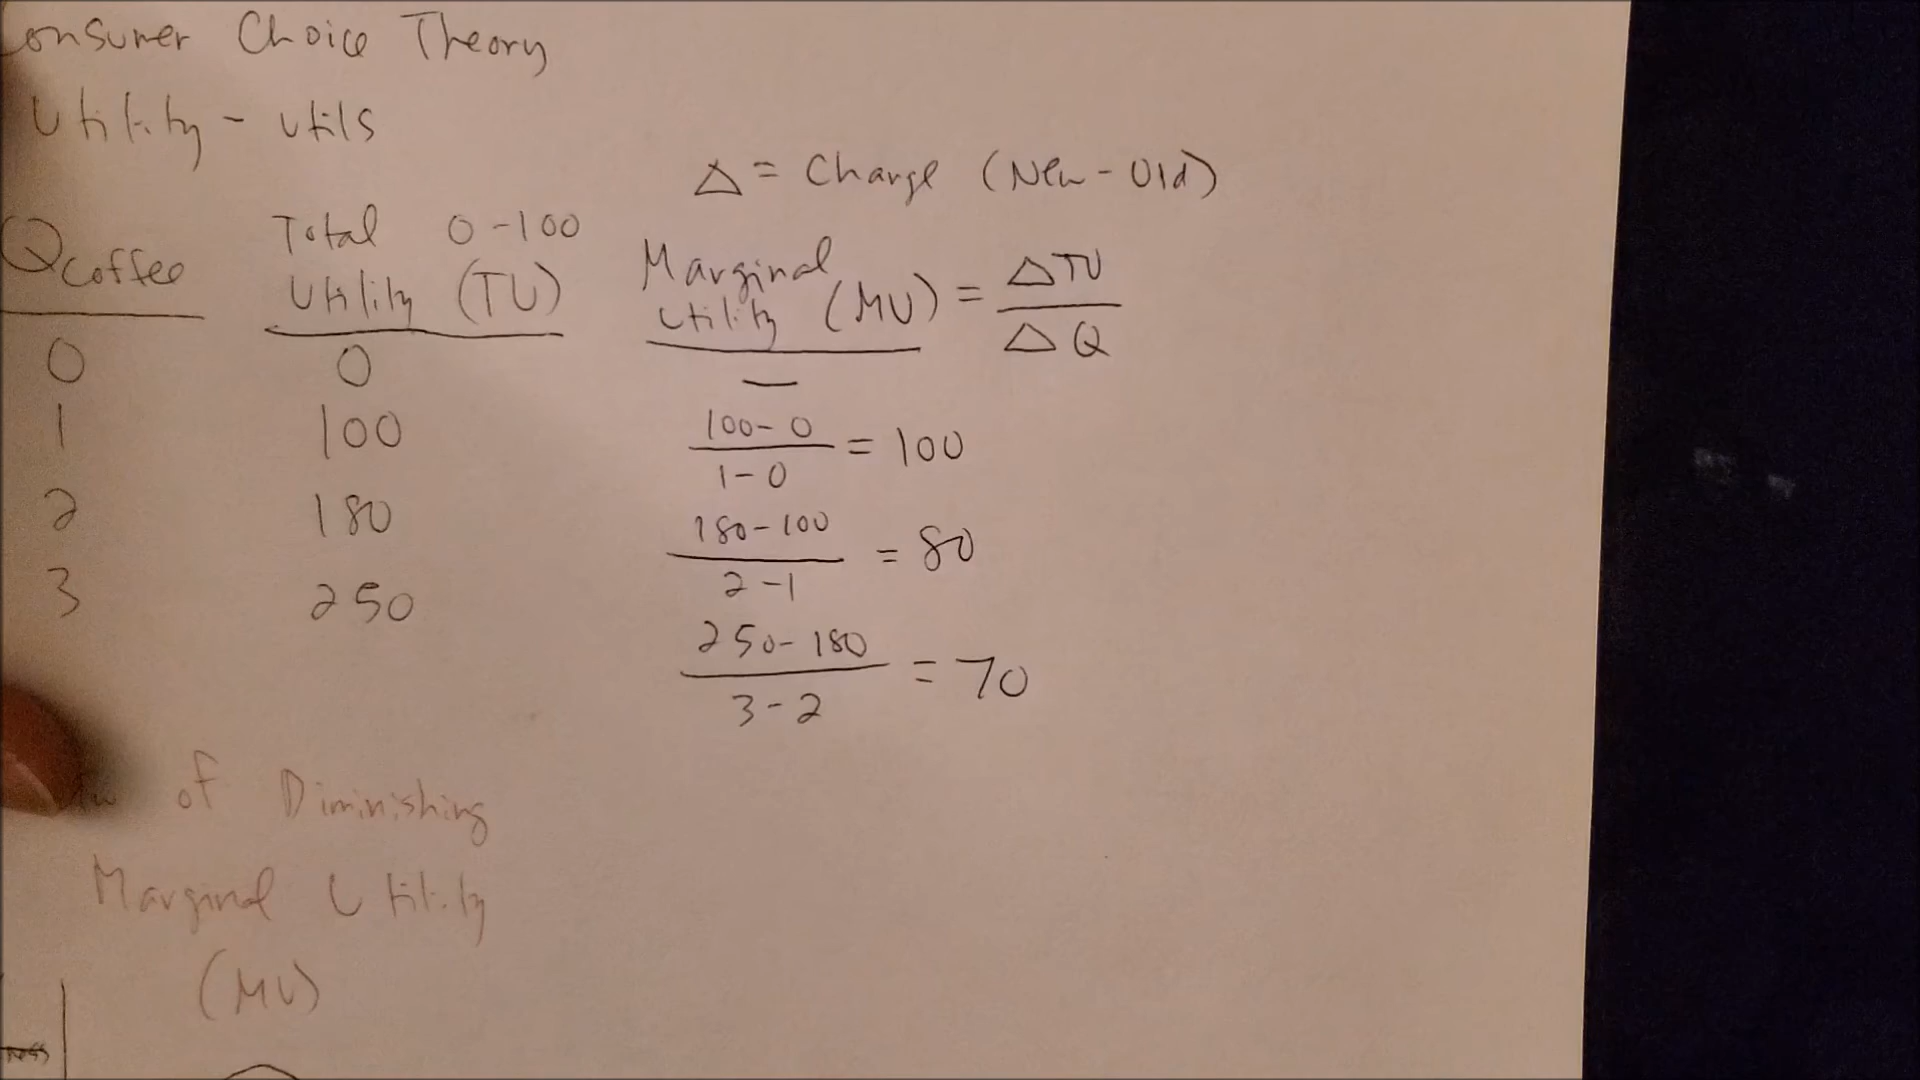 onsumer Choice Theory
Utility - utils
Δ = Change (New - Old)
Qcoffee
Total 0 - 100
Utility (TU)
Marginal
utility (MU) = ΔTU
ΔQ
0 0 —
1 100 100 - 0 = 100
1 - 0
2 180 180 - 100 = 80
2 - 1
3 250 250 - 180 = 70
3 - 2
of Diminishing
Marginal Utility
(MU)